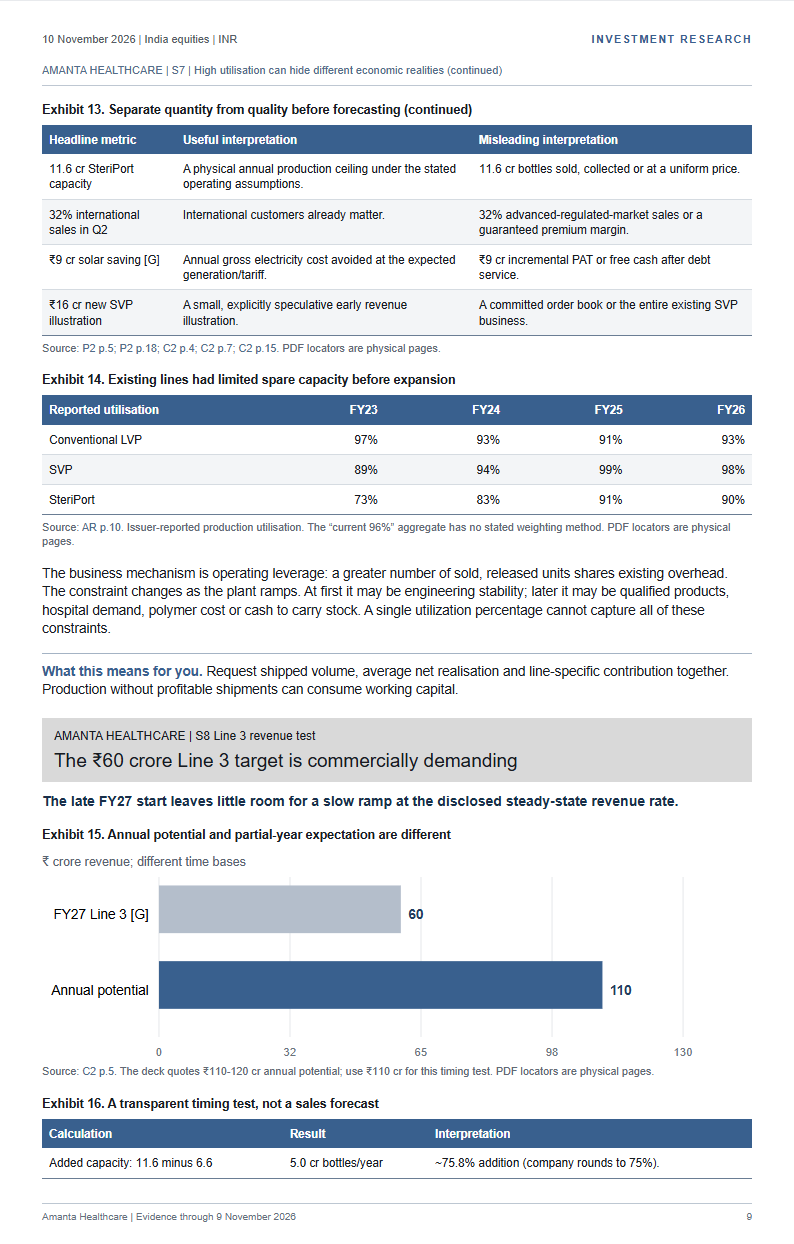 10 November 2026 | India equities | INR
INVESTMENT RESEARCH
AMANTA HEALTHCARE | S7 | High utilisation can hide different economic realities (continued)
Exhibit 13. Separate quantity from quality before forecasting (continued)
Headline metric Useful interpretation Misleading interpretation
11.6 cr SteriPort capacity A physical annual production ceiling under the stated operating assumptions. 11.6 cr bottles sold, collected or at a uniform price.
32% international sales in Q2 International customers already matter. 32% advanced-regulated-market sales or a guaranteed premium margin.
₹9 cr solar saving [G] Annual gross electricity cost avoided at the expected generation/tariff. ₹9 cr incremental PAT or free cash after debt service.
₹16 cr new SVP illustration A small, explicitly speculative early revenue illustration. A committed order book or the entire existing SVP business.
Source: P2 p.5; P2 p.18; C2 p.4; C2 p.7; C2 p.15. PDF locators are physical pages.
Exhibit 14. Existing lines had limited spare capacity before expansion
Reported utilisation FY23 FY24 FY25 FY26
Conventional LVP 97% 93% 91% 93%
SVP 89% 94% 99% 98%
SteriPort 73% 83% 91% 90%
Source: AR p.10. Issuer-reported production utilisation. The “current 96%” aggregate has no stated weighting method. PDF locators are physical
pages.
The business mechanism is operating leverage: a greater number of sold, released units shares existing overhead.
The constraint changes as the plant ramps. At first it may be engineering stability; later it may be qualified products,
hospital demand, polymer cost or cash to carry stock. A single utilization percentage cannot capture all of these
constraints.
What this means for you. Request shipped volume, average net realisation and line-specific contribution together.
Production without profitable shipments can consume working capital.
AMANTA HEALTHCARE | S8 Line 3 revenue test
The ₹60 crore Line 3 target is commercially demanding
The late FY27 start leaves little room for a slow ramp at the disclosed steady-state revenue rate.
Exhibit 15. Annual potential and partial-year expectation are different
₹ crore revenue; different time bases
FY27 Line 3 [G] 60
Annual potential 110
0 32 65 98 130
Source: C2 p.5. The deck quotes ₹110-120 cr annual potential; use ₹110 cr for this timing test. PDF locators are physical pages.
Exhibit 16. A transparent timing test, not a sales forecast
Calculation Result Interpretation
Added capacity: 11.6 minus 6.6 5.0 cr bottles/year ~75.8% addition (company rounds to 75%).
Amanta Healthcare | Evidence through 9 November 2026
9